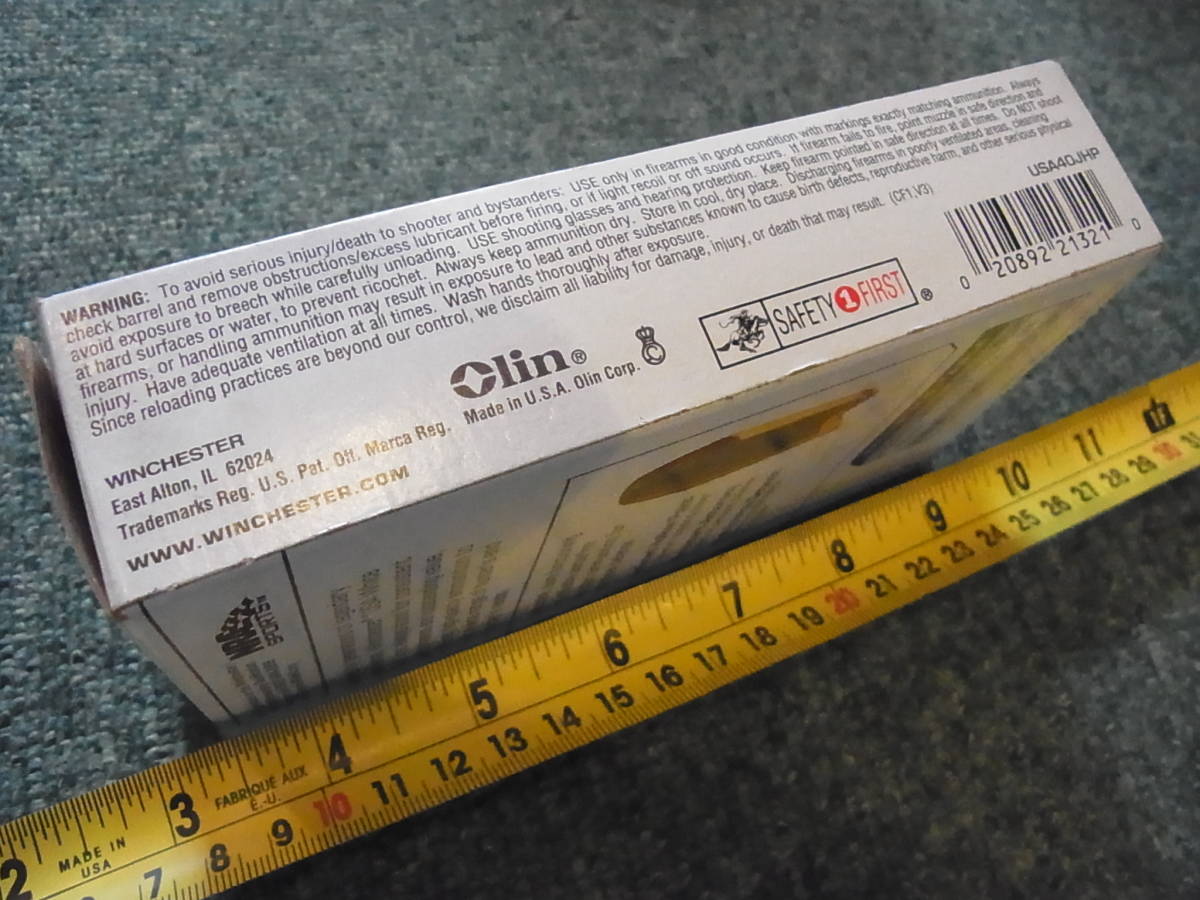 WARNING: To avoid serious injury/death to shooter and bystanders: USE only in firearms in good condition with markings exactly matching ammunition. Always
check barrel and remove obstructions/excess lubricant before firing, or if light recoil or off sound occurs. If firearm fails to fire, point muzzle in safe direction and
avoid exposure to breech while carefully unloading. USE shooting glasses and hearing protection. Keep firearm pointed in safe direction at all times. Do NOT shoot
at hard surfaces or water, to prevent ricochet. Always keep ammunition dry. Store in cool, dry place. Discharging firearms in poorly ventilated areas, cleaning
firearms, or handling ammunition may result in exposure to lead and other substances known to cause birth defects, reproductive harm, and other serious physical
injury. Have adequate ventilation at all times. Wash hands thoroughly after exposure.
Since reloading practices are beyond our control, we disclaim all liability for damage, injury, or death that may result. (CF1.V3)
USA40JHP
0 20892 21321 0
SAFETY 1 FIRST ®
Olin®
Made in U.S.A. Olin Corp.
WINCHESTER
East Alton, IL 62024
Trademarks Reg. U.S. Pat. Off. Marca Reg.
WWW.WINCHESTER.COM
2 3 4 5 6 7 8 9 10 11
MADE IN
USA
FABRIQUÉ AUX
É.-U.
7 8 9 10 11 12 13 14 15 16 17 18 19 20 21 22 23 24 25 26 27 28 29 30